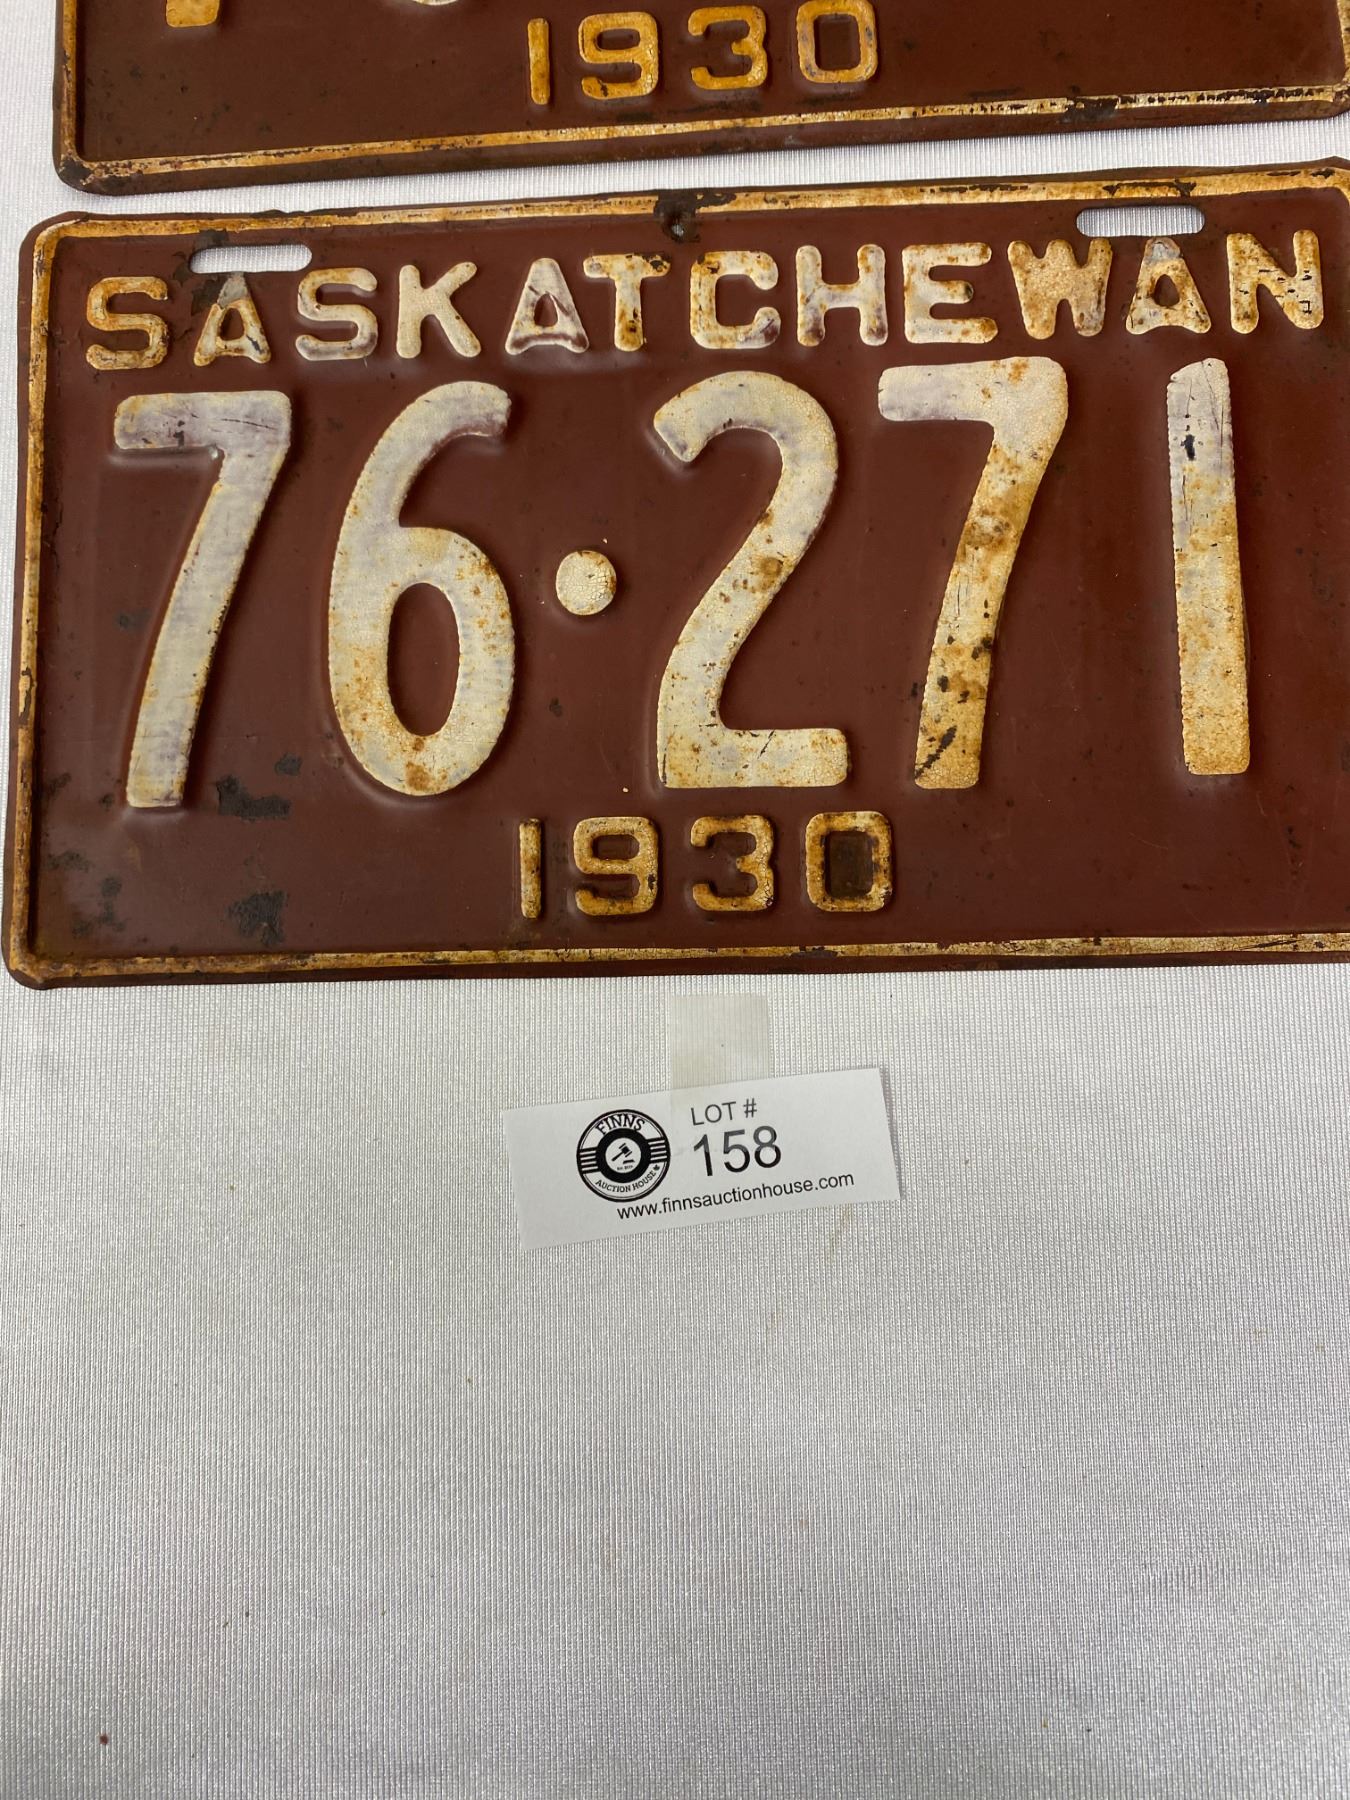 1930
SASKATCHEWAN
76·271
1930
FINNS
AUCTION HOUSE
LOT #
158
www.finnsauctionhouse.com